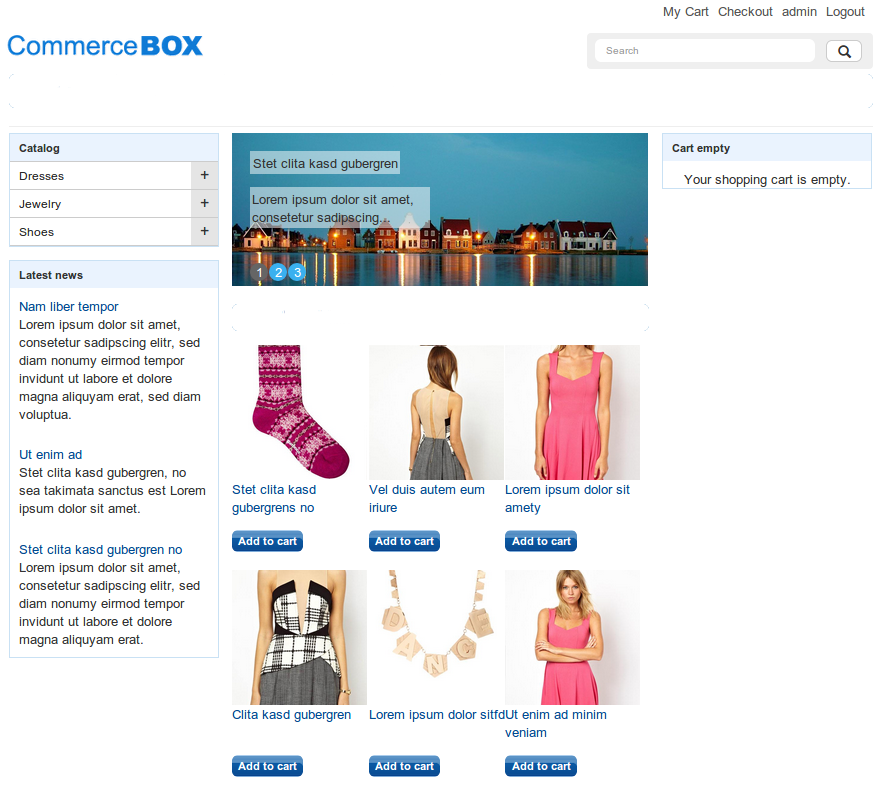 My Cart Checkout admin Logout
CommerceBOX
Search
Catalog
Dresses +
Jewelry +
Shoes +
Latest news
Nam liber tempor
Lorem ipsum dolor sit amet,
consetetur sadipscing elitr, sed
diam nonumy eirmod tempor
invidunt ut labore et dolore
magna aliquyam erat, sed diam
voluptua.
Ut enim ad
Stet clita kasd gubergren, no
sea takimata sanctus est Lorem
ipsum dolor sit amet.
Stet clita kasd gubergren no
Lorem ipsum dolor sit amet,
consetetur sadipscing elitr, sed
diam nonumy eirmod tempor
invidunt ut labore et dolore
magna aliquyam erat.
Stet clita kasd gubergren
Lorem ipsum dolor sit amet,
consetetur sadipscing...
1 2 3
Stet clita kasd
gubergrens no
Add to cart
Vel duis autem eum
iriure
Add to cart
Lorem ipsum dolor sit
amety
Add to cart
Clita kasd gubergren
Add to cart
DANCE
Lorem ipsum dolor sitfd
Add to cart
Ut enim ad minim
veniam
Add to cart
Cart empty
Your shopping cart is empty.